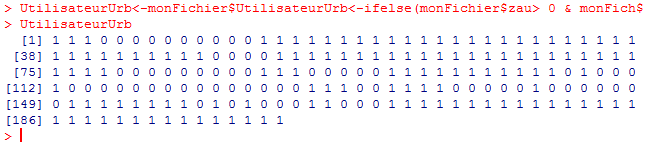 > UtilisateurUrb<-monFichier$UtilisateurUrb<-ifelse(monFichier$zau> 0 & monFich$
> UtilisateurUrb
[1] 1 1 1 0 0 0 0 0 0 0 0 0 0 1 1 1 1 1 1 1 1 1 1 1 1 1 1 1 1 1 1 1 1 1 1 1 1
[38] 1 1 1 1 1 1 1 1 1 1 0 0 0 0 1 1 1 1 1 1 1 1 1 1 1 1 1 1 1 1 1 1 1 1 1 1 1
[75] 1 1 1 0 0 0 0 0 0 0 0 0 0 1 1 1 0 0 0 0 0 1 1 1 1 1 1 1 1 1 1 1 0 1 0 0 0
[112] 1 0 0 0 0 0 0 0 0 0 0 0 0 0 1 1 1 0 0 1 1 1 1 0 0 0 0 0 1 0 0 0 0 0 0
[149] 0 1 1 1 1 1 1 1 1 0 1 0 1 0 0 0 1 1 0 0 0 1 1 1 1 1 1 1 1 1 1 1 1 1 1 1 1
[186] 1 1 1 1 1 1 1 1 1 1 1 1 1 1 1
>